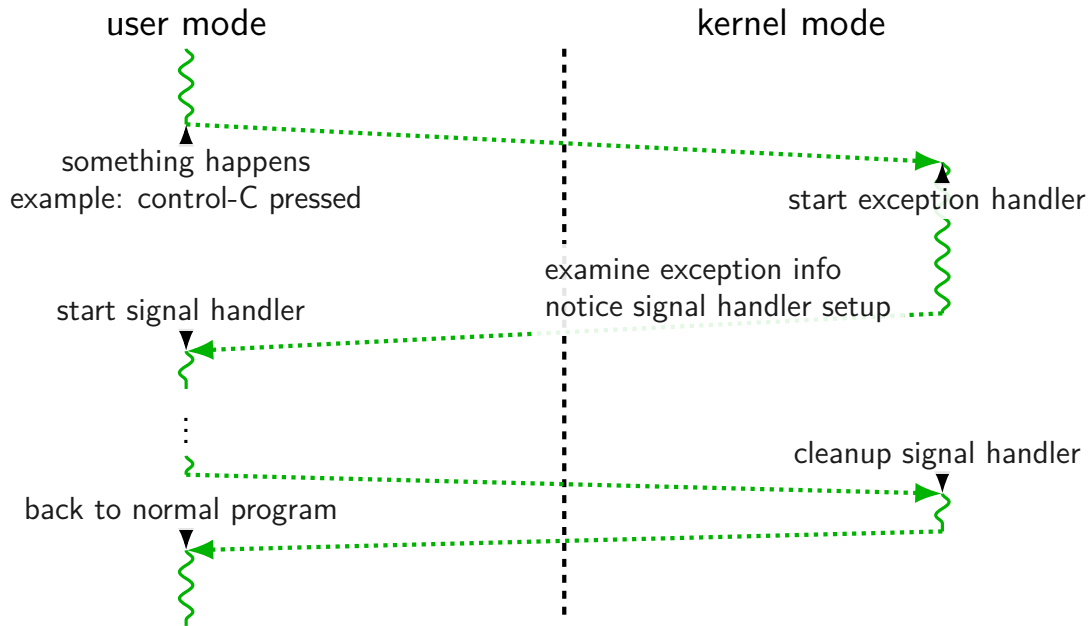 user mode
kernel mode
something happens
example: control-C pressed
start exception handler
examine exception info
notice signal handler setup
start signal handler
...
cleanup signal handler
back to normal program